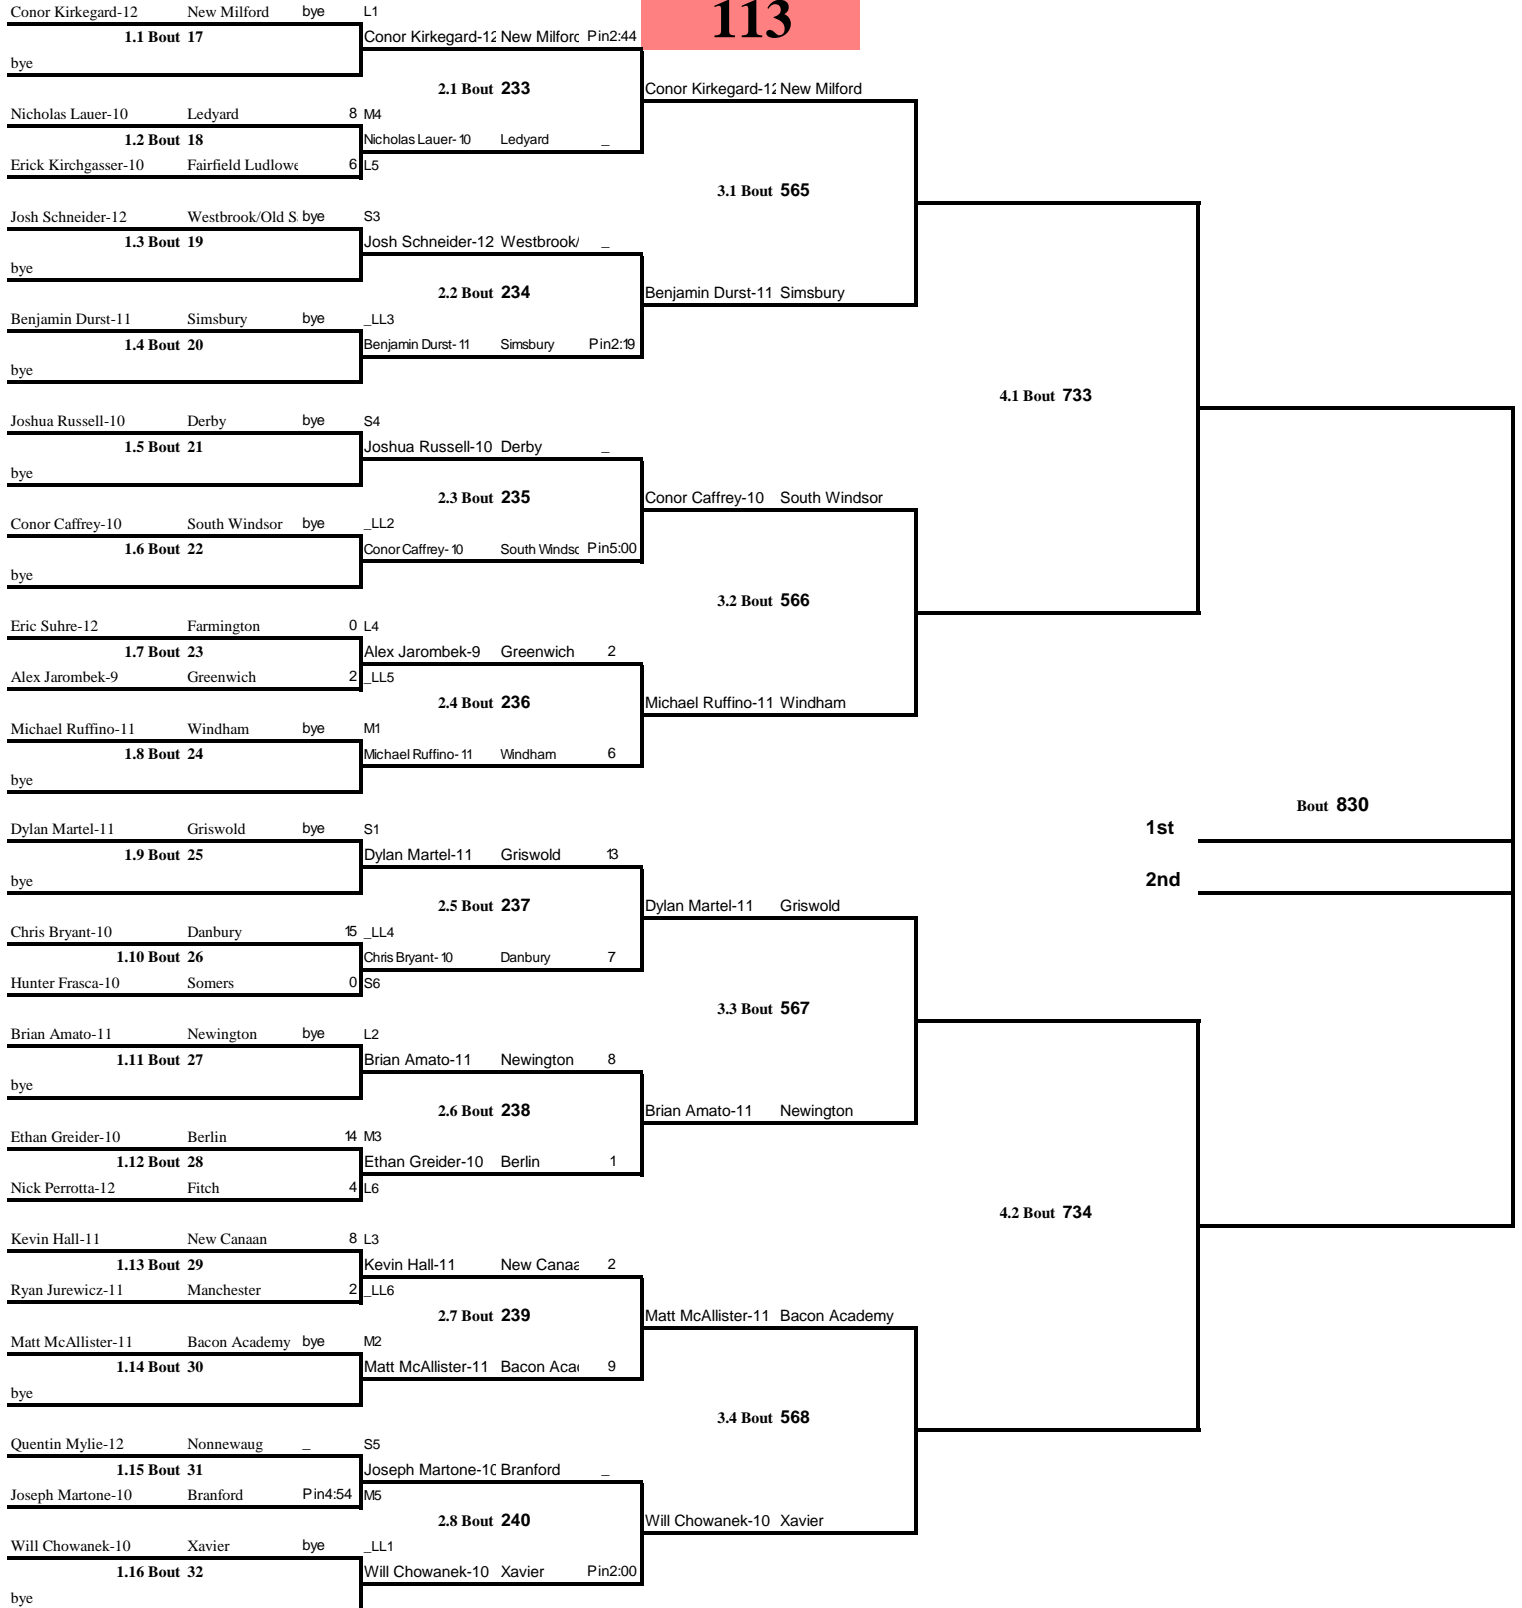 Conor Kirkegard-12 New Milford bye L1
113
1.1 Bout 17 Conor Kirkegard-12 New Milford Pin2:44
bye
2.1 Bout 233 Conor Kirkegard-12 New Milford
Nicholas Lauer-10 Ledyard 8 M4
1.2 Bout 18 Nicholas Lauer-10 Ledyard _
Erick Kirchgasser-10 Fairfield Ludlowe 6 L5
3.1 Bout 565
Josh Schneider-12 Westbrook/Old S bye S3
1.3 Bout 19 Josh Schneider-12 Westbrook/ _
bye
2.2 Bout 234 Benjamin Durst-11 Simsbury
Benjamin Durst-11 Simsbury bye _LL3
1.4 Bout 20 Benjamin Durst-11 Simsbury Pin2:19
bye
4.1 Bout 733
Joshua Russell-10 Derby bye S4
1.5 Bout 21 Joshua Russell-10 Derby _
bye
2.3 Bout 235 Conor Caffrey-10 South Windsor
Conor Caffrey-10 South Windsor bye _LL2
1.6 Bout 22 Conor Caffrey-10 South Windsc Pin5:00
bye
3.2 Bout 566
Eric Suhre-12 Farmington 0 L4
1.7 Bout 23 Alex Jarombek-9 Greenwich 2
Alex Jarombek-9 Greenwich 2 _LL5
2.4 Bout 236 Michael Ruffino-11 Windham
Michael Ruffino-11 Windham bye M1
1.8 Bout 24 Michael Ruffino-11 Windham 6
bye
Bout 830
Dylan Martel-11 Griswold bye S1
1st
1.9 Bout 25 Dylan Martel-11 Griswold 13
bye
2nd
2.5 Bout 237 Dylan Martel-11 Griswold
Chris Bryant-10 Danbury 15 _LL4
1.10 Bout 26 Chris Bryant-10 Danbury 7
Hunter Frasca-10 Somers 0 S6
3.3 Bout 567
Brian Amato-11 Newington bye L2
1.11 Bout 27 Brian Amato-11 Newington 8
bye
2.6 Bout 238 Brian Amato-11 Newington
Ethan Greider-10 Berlin 14 M3
1.12 Bout 28 Ethan Greider-10 Berlin 1
Nick Perrotta-12 Fitch 4 L6
4.2 Bout 734
Kevin Hall-11 New Canaan 8 L3
1.13 Bout 29 Kevin Hall-11 New Canaa 2
Ryan Jurewicz-11 Manchester 2 _LL6
2.7 Bout 239 Matt McAllister-11 Bacon Academy
Matt McAllister-11 Bacon Academy bye M2
1.14 Bout 30 Matt McAllister-11 Bacon Aca 9
bye
3.4 Bout 568
Quentin Mylie-12 Nonnewaug _ S5
1.15 Bout 31 Joseph Martone-10 Branford _
Joseph Martone-10 Branford Pin4:54 M5
2.8 Bout 240 Will Chowanek-10 Xavier
Will Chowanek-10 Xavier bye _LL1
1.16 Bout 32 Will Chowanek-10 Xavier Pin2:00
bye